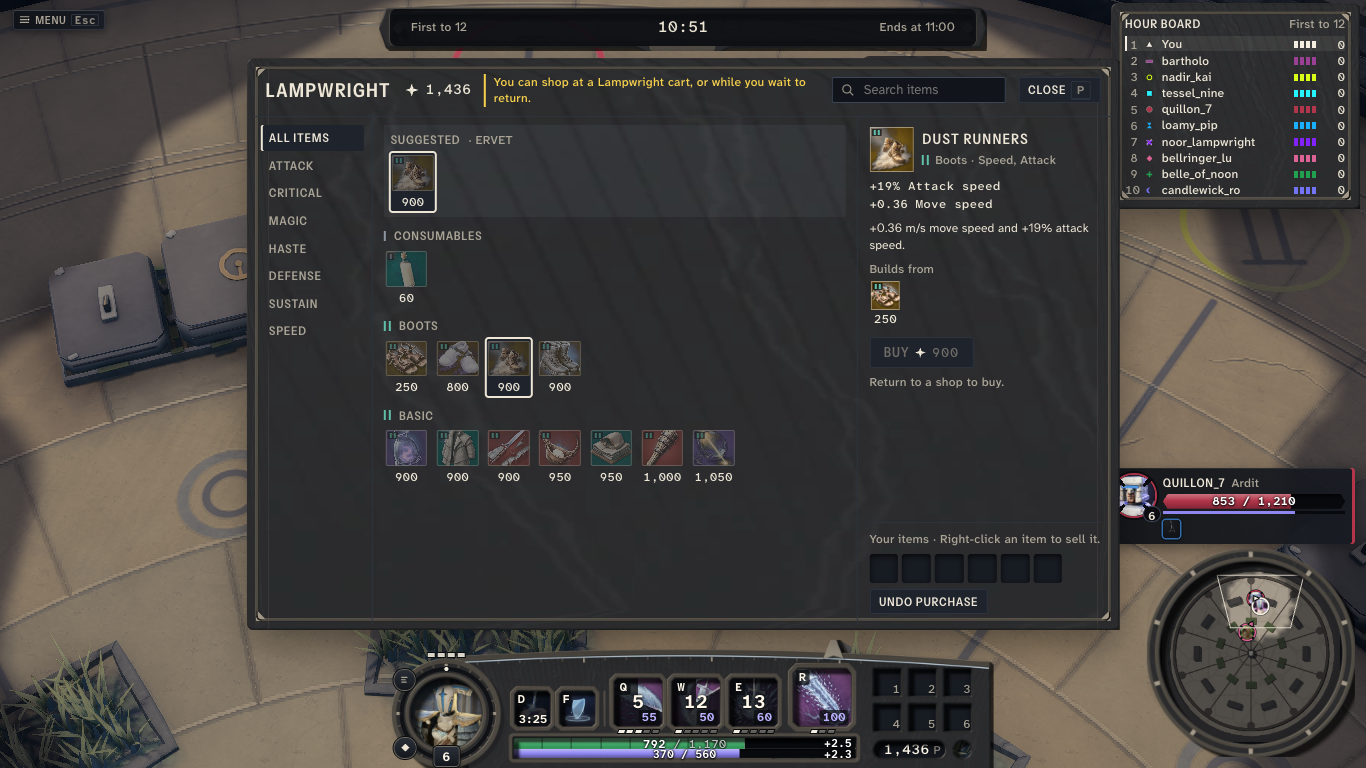 MENU Esc
First to 12
10:51
Ends at 11:00
HOUR BOARD First to 12
1 You 0
2 bartholo 0
3 nadir_kai 0
4 tessel_nine 0
5 quillon_7 0
6 loamy_pip 0
7 noor_lampwright 0
8 bellringer_lu 0
9 belle_of_noon 0
10 candlewick_ro 0
LAMPWRIGHT 1,436
You can shop at a Lampwright cart, or while you wait to
return.
Search items
CLOSE P
ALL ITEMS
ATTACK
CRITICAL
MAGIC
HASTE
DEFENSE
SUSTAIN
SPEED
SUGGESTED · ERVET
900
CONSUMABLES
60
BOOTS
250 800 900 900
BASIC
900 900 900 950 950 1,000 1,050
DUST RUNNERS
Boots · Speed, Attack
+19% Attack speed
+0.36 Move speed
+0.36 m/s move speed and +19% attack
speed.
Builds from
250
BUY 900
Return to a shop to buy.
Your items · Right-click an item to sell it.
UNDO PURCHASE
QUILLON_7 Ardit
853 / 1,210
6
D 3:25
F
Q 5 55
W 12 50
E 13 60
R 100
792 / 1,170 +2.5
370 / 560 +2.3
6
1 2 3
4 5 6
1,436 P